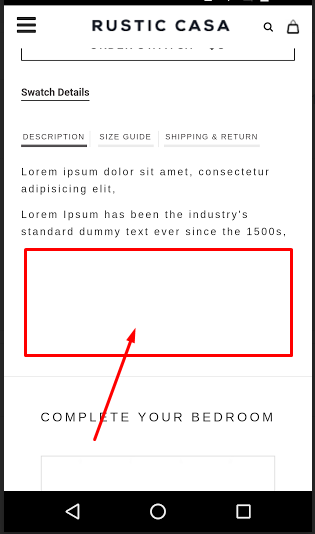 RUSTIC CASA
Swatch Details
DESCRIPTION SIZE GUIDE SHIPPING & RETURN
Lorem ipsum dolor sit amet, consectetur
adipisicing elit,
Lorem Ipsum has been the industry's
standard dummy text ever since the 1500s,
COMPLETE YOUR BEDROOM